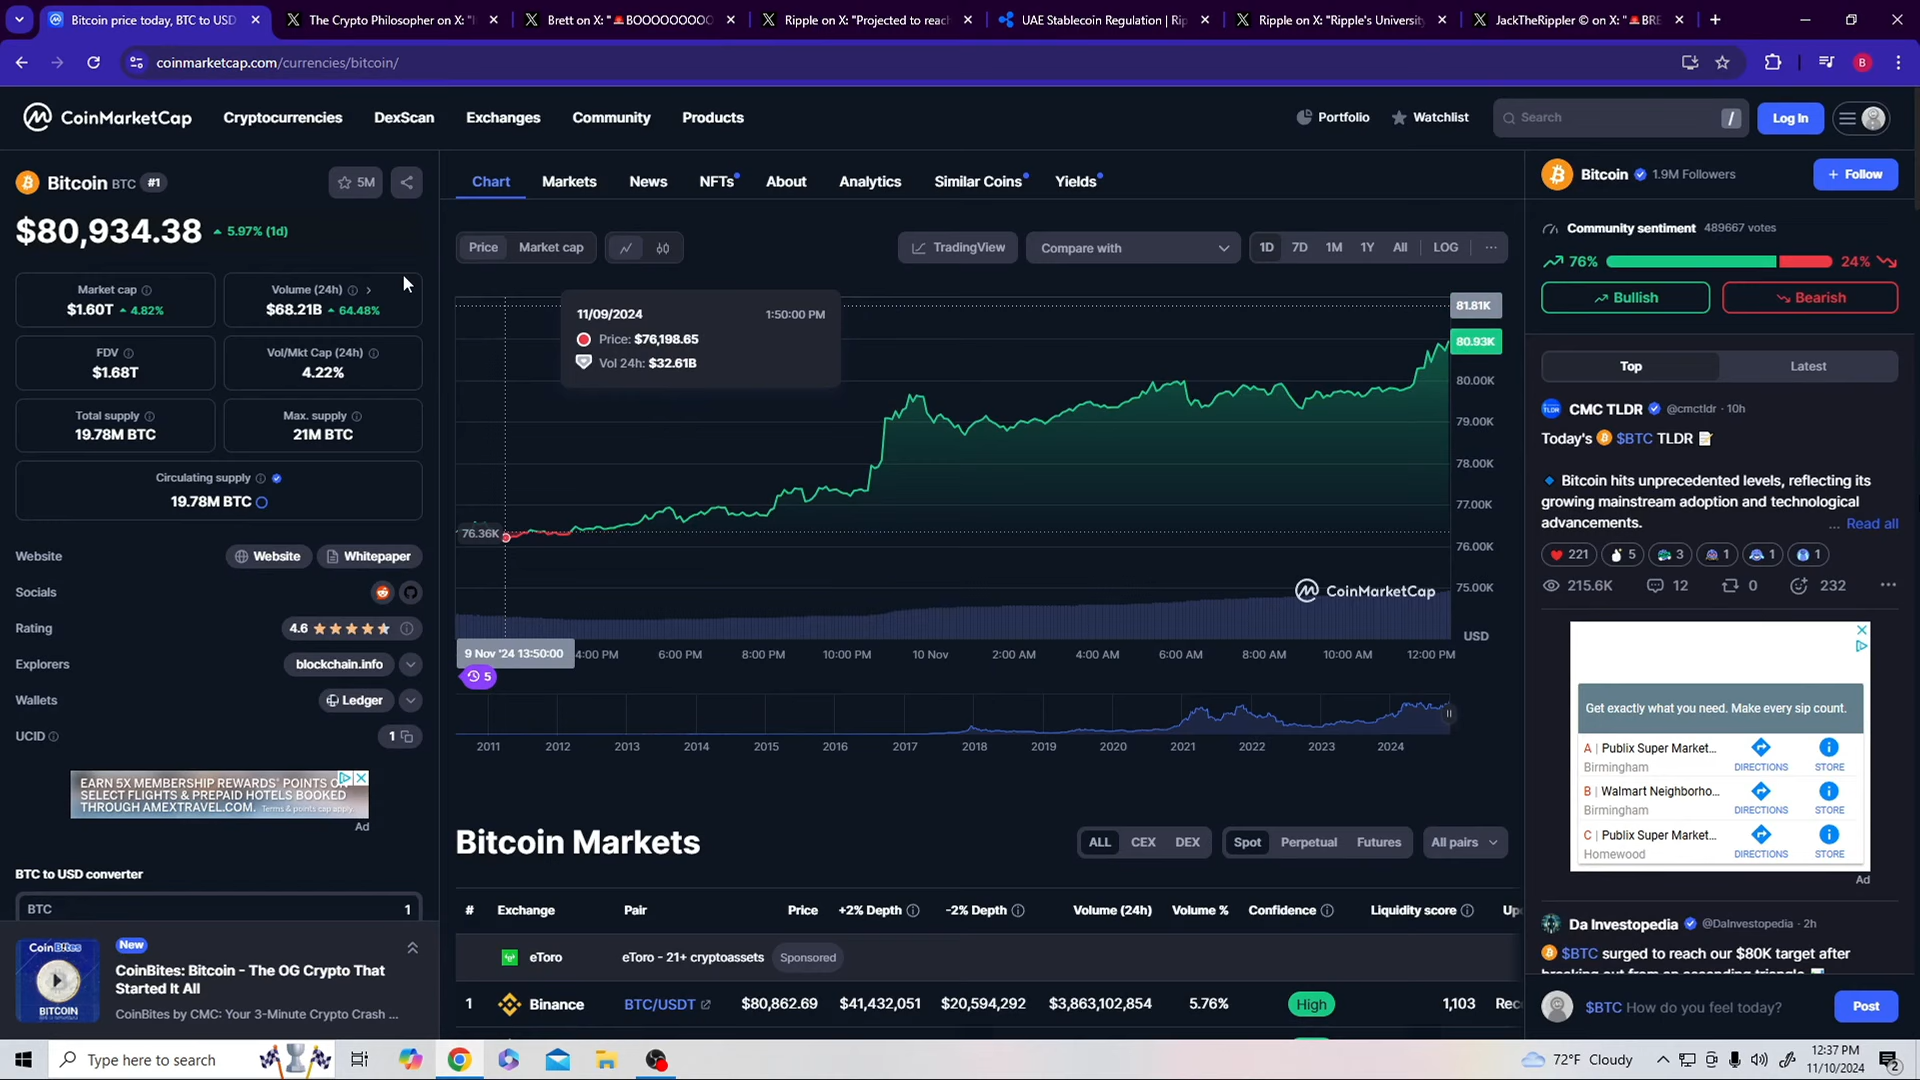 Bitcoin price today, BTC to USD
The Crypto Philosopher on X: "
Brett on X: "🚨BOOOOOOOOO
Ripple on X: "Projected to reach
UAE Stablecoin Regulation | Rip
Ripple on X: "Ripple's University
JackTheRippler © on X: "🚨BRE
coinmarketcap.com/currencies/bitcoin/
B
CoinMarketCap
Cryptocurrencies
DexScan
Exchanges
Community
Products
Portfolio
Watchlist
Search
/
Log In
Bitcoin BTC #1
5M
$80,934.38
5.97% (1d)
Market cap
$1.60T 4.82%
Volume (24h)
$68.21B 64.48%
FDV
$1.68T
Vol/Mkt Cap (24h)
4.22%
Total supply
19.78M BTC
Max. supply
21M BTC
Circulating supply
19.78M BTC
Website
Website
Whitepaper
Socials
Rating
4.6
Explorers
blockchain.info
Wallets
Ledger
UCID
1
EARN 5X MEMBERSHIP REWARDS® POINTS ON
SELECT FLIGHTS & PREPAID HOTELS BOOKED
THROUGH AMEXTRAVEL.COM. Terms & points cap apply.
Ad
BTC to USD converter
BTC
1
CoinBites
BITCOIN
New
CoinBites: Bitcoin - The OG Crypto That
Started It All
CoinBites by CMC: Your 3-Minute Crypto Crash ...
Chart
Markets
News
NFTs
About
Analytics
Similar Coins
Yields
Price
Market cap
TradingView
Compare with
1D
7D
1M
1Y
All
LOG
11/09/2024
1:50:00 PM
Price: $76,198.65
Vol 24h: $32.61B
81.81K
80.93K
80.00K
79.00K
78.00K
77.00K
76.00K
75.00K
USD
76.36K
CoinMarketCap
9 Nov '24 13:50:00
4:00 PM
6:00 PM
8:00 PM
10:00 PM
10 Nov
2:00 AM
4:00 AM
6:00 AM
8:00 AM
10:00 AM
12:00 PM
5
2011
2012
2013
2014
2015
2016
2017
2018
2019
2020
2021
2022
2023
2024
Bitcoin Markets
ALL
CEX
DEX
Spot
Perpetual
Futures
All pairs
# Exchange Pair Price +2% Depth -2% Depth Volume (24h) Volume % Confidence Liquidity score Up
eToro eToro - 21+ cryptoassets Sponsored
1 Binance BTC/USDT $80,862.69 $41,432,051 $20,594,292 $3,863,102,854 5.76% High 1,103 Rec
Bitcoin 1.9M Followers
+ Follow
Community sentiment 489667 votes
76%
24%
Bullish
Bearish
Top
Latest
TLDR
CMC TLDR @cmctldr · 10h
Today's $BTC TLDR 📝
🔹 Bitcoin hits unprecedented levels, reflecting its
growing mainstream adoption and technological
advancements.
... Read all
221
5
3
1
1
1
215.6K
12
0
232
Get exactly what you need. Make every sip count.
A | Publix Super Market...
Birmingham
DIRECTIONS
STORE
B | Walmart Neighborho...
Birmingham
DIRECTIONS
STORE
C | Publix Super Market...
Homewood
DIRECTIONS
STORE
Ad
Da Investopedia @DaInvestopedia · 2h
$BTC surged to reach our $80K target after
breaking out from an ascending triangle 📊
$BTC How do you feel today?
Post
Type here to search
72°F Cloudy
12:37 PM
11/10/2024
2